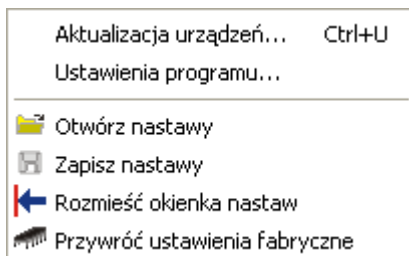 Aktualizacja urządzeń... Ctrl+U
Ustawienia programu...
Otwórz nastawy
Zapisz nastawy
Rozmieść okienka nastaw
Przywróć ustawienia fabryczne